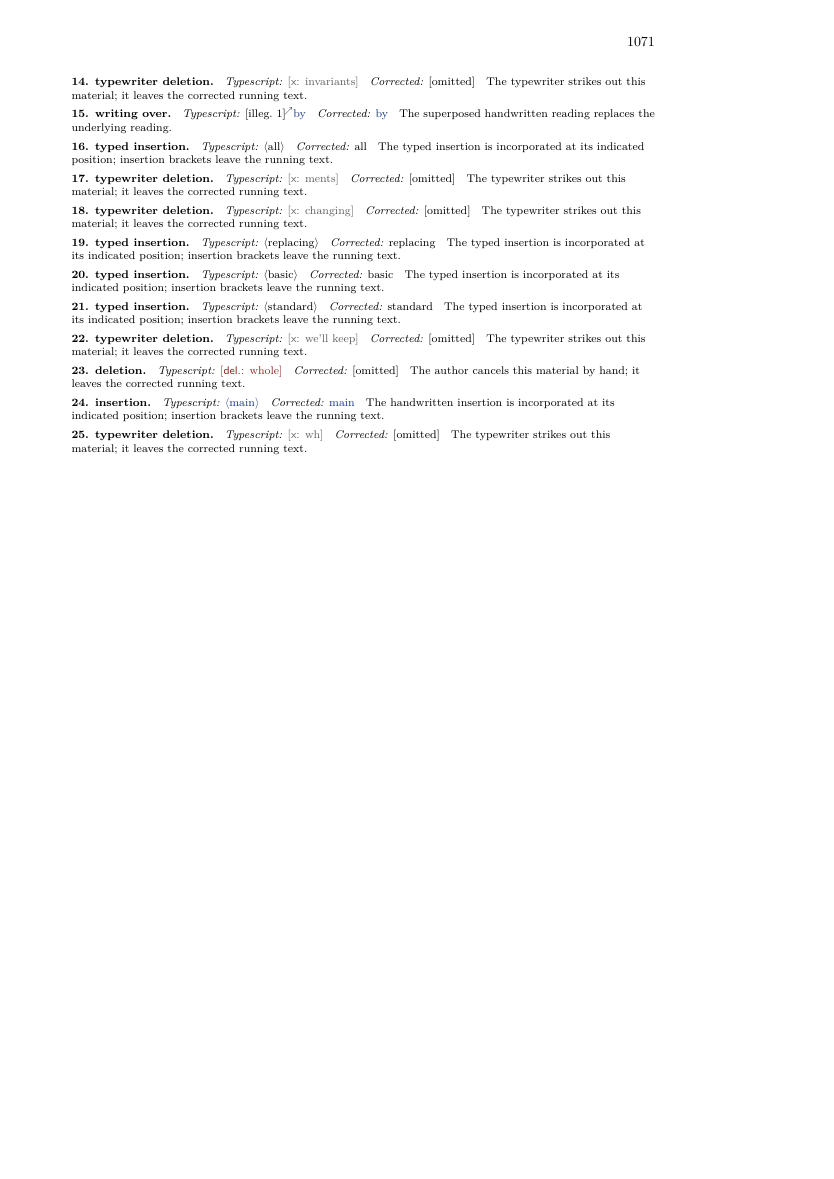 1071
14. typewriter deletion. Typescript: [x: invariants] Corrected: [omitted] The typewriter strikes out this
material; it leaves the corrected running text.
15. writing over. Typescript: [illeg. 1]↗by Corrected: by The superposed handwritten reading replaces the
underlying reading.
16. typed insertion. Typescript: ⟨all⟩ Corrected: all The typed insertion is incorporated at its indicated
position; insertion brackets leave the running text.
17. typewriter deletion. Typescript: [x: ments] Corrected: [omitted] The typewriter strikes out this
material; it leaves the corrected running text.
18. typewriter deletion. Typescript: [x: changing] Corrected: [omitted] The typewriter strikes out this
material; it leaves the corrected running text.
19. typed insertion. Typescript: ⟨replacing⟩ Corrected: replacing The typed insertion is incorporated at
its indicated position; insertion brackets leave the running text.
20. typed insertion. Typescript: ⟨basic⟩ Corrected: basic The typed insertion is incorporated at its
indicated position; insertion brackets leave the running text.
21. typed insertion. Typescript: ⟨standard⟩ Corrected: standard The typed insertion is incorporated at
its indicated position; insertion brackets leave the running text.
22. typewriter deletion. Typescript: [x: we'll keep] Corrected: [omitted] The typewriter strikes out this
material; it leaves the corrected running text.
23. deletion. Typescript: [del.: whole] Corrected: [omitted] The author cancels this material by hand; it
leaves the corrected running text.
24. insertion. Typescript: ⟨main⟩ Corrected: main The handwritten insertion is incorporated at its
indicated position; insertion brackets leave the running text.
25. typewriter deletion. Typescript: [x: wh] Corrected: [omitted] The typewriter strikes out this
material; it leaves the corrected running text.